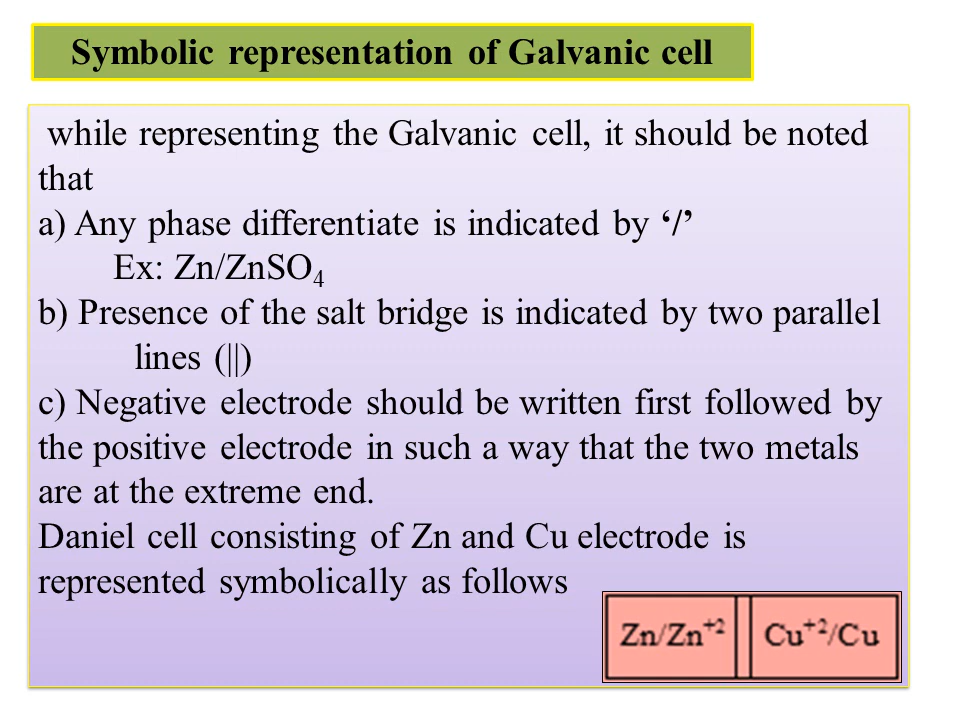 Symbolic representation of Galvanic cell
while representing the Galvanic cell, it should be noted
that
a) Any phase differentiate is indicated by ‘/’
Ex: Zn/ZnSO₄
b) Presence of the salt bridge is indicated by two parallel
lines (||)
c) Negative electrode should be written first followed by
the positive electrode in such a way that the two metals
are at the extreme end.
Daniel cell consisting of Zn and Cu electrode is
represented symbolically as follows
Zn/Zn⁺² || Cu⁺²/Cu